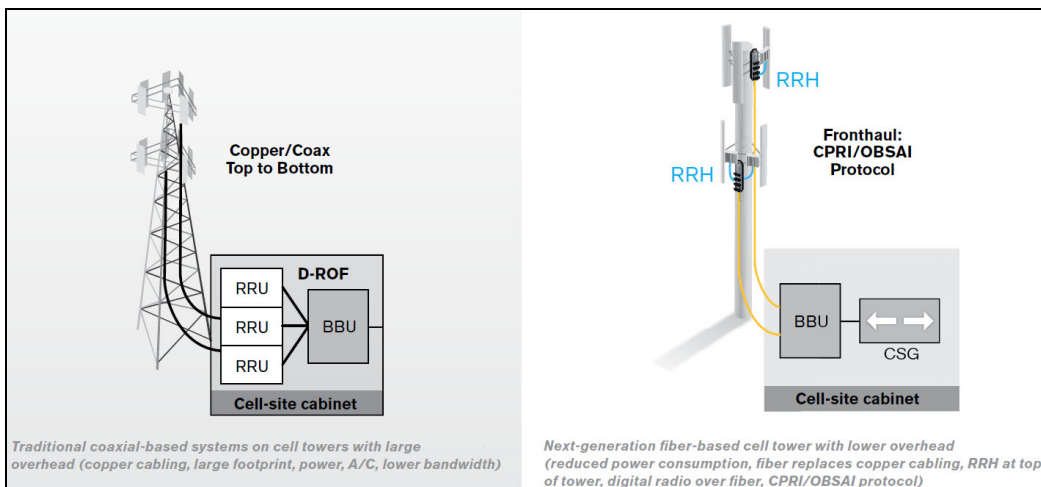 Copper/Coax
Top to Bottom
D-ROF
RRU
RRU
RRU
BBU
Cell-site cabinet
Traditional coaxial-based systems on cell towers with large
overhead (copper cabling, large footprint, power, A/C, lower bandwidth)
RRH
RRH
Fronthaul:
CPRI/OBSAI
Protocol
BBU
CSG
Cell-site cabinet
Next-generation fiber-based cell tower with lower overhead
(reduced power consumption, fiber replaces copper cabling, RRH at top
of tower, digital radio over fiber, CPRI/OBSAI protocol)